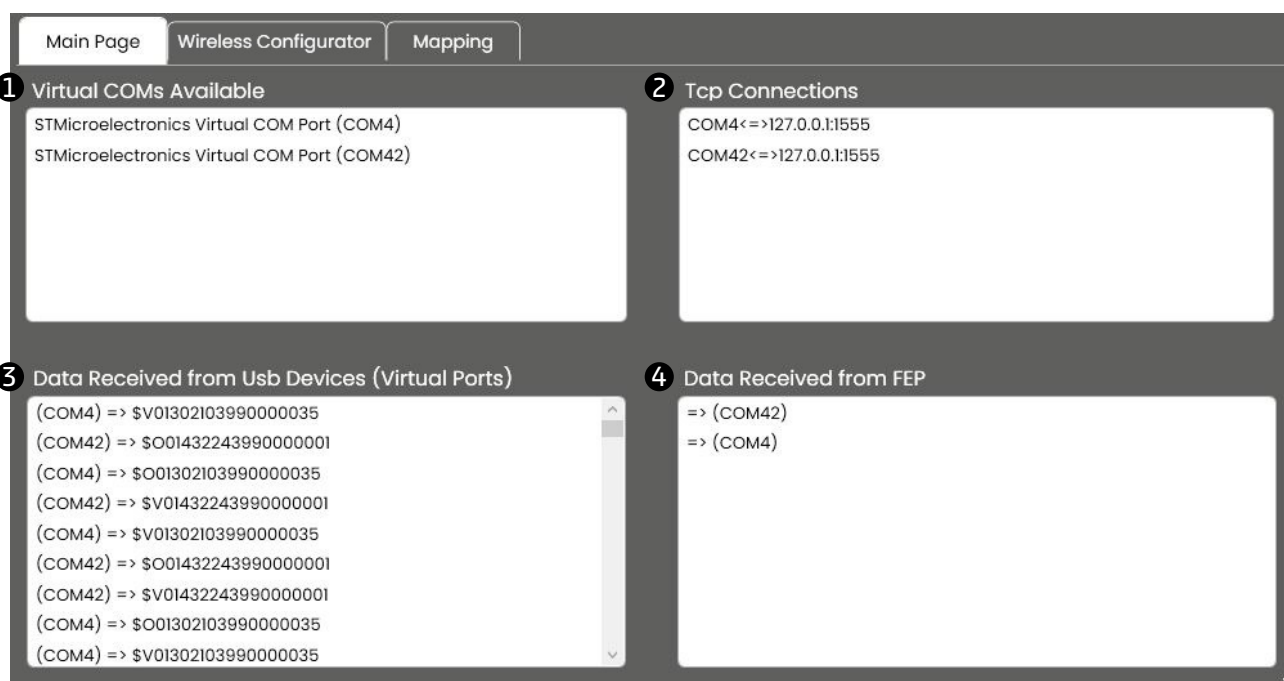 Main Page Wireless Configurator Mapping
1 Virtual COMs Available
STMicroelectronics Virtual COM Port (COM4)
STMicroelectronics Virtual COM Port (COM42)
2 Tcp Connections
COM4<=>127.0.0.1:1555
COM42<=>127.0.0.1:1555
3 Data Received from Usb Devices (Virtual Ports)
(COM4) => $V01302103990000035
(COM42) => $O01432243990000001
(COM4) => $O01302103990000035
(COM42) => $V01432243990000001
(COM4) => $V01302103990000035
(COM42) => $O01432243990000001
(COM42) => $V01432243990000001
(COM4) => $O01302103990000035
(COM4) => $V01302103990000035
4 Data Received from FEP
=> (COM42)
=> (COM4)